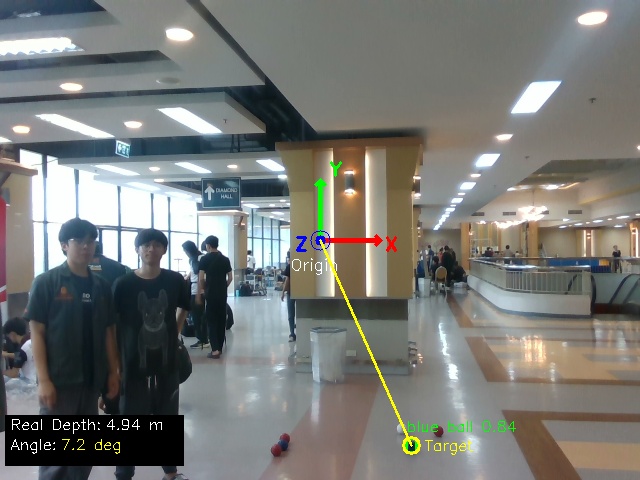 DIAMOND
HALL
Y
Z
X
Origin
blue ball 0.84
Target
Real Depth: 4.94 m
Angle: 7.2 deg